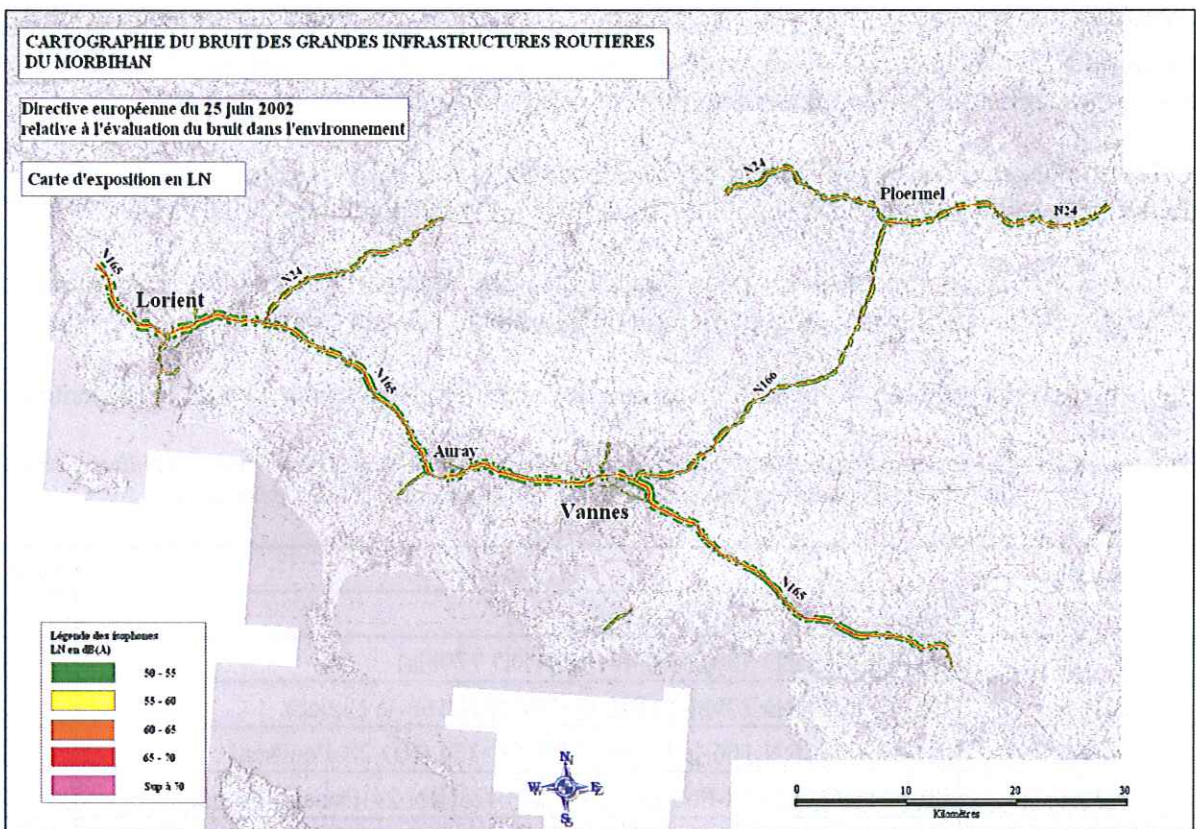 CARTOGRAPHIE DU BRUIT DES GRANDES INFRASTRUCTURES ROUTIERES
DU MORBIHAN
Directive européenne du 25 juin 2002
relative à l'évaluation du bruit dans l'environnement
Carte d'exposition en LN
N24
Ploermel
N24
N165
N24
Lorient
N165
N166
Auray
Vannes
N165
Légende des isophones
LN en dB(A)
50 - 55
55 - 60
60 - 65
65 - 70
Sup à 70
N
W E
S
0 10 20 30
Kilomètres